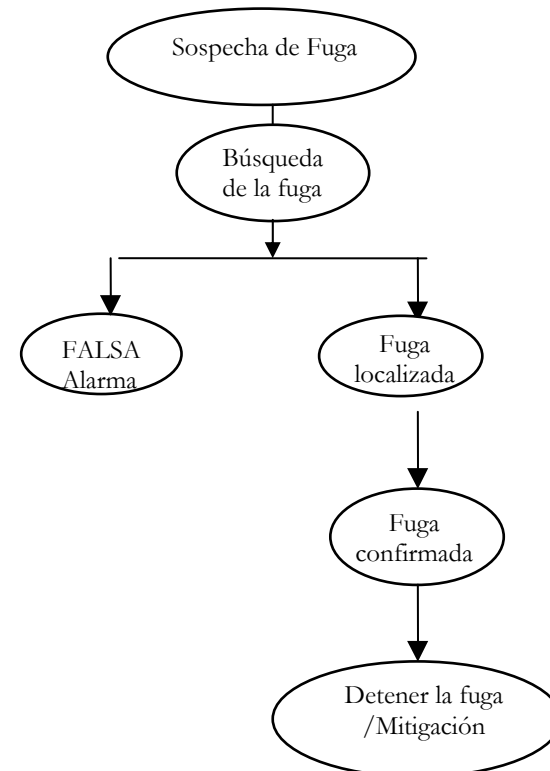 Sospecha de Fuga
Búsqueda
de la fuga
FALSA
Alarma
Fuga
localizada
Fuga
confirmada
Detener la fuga
/Mitigación